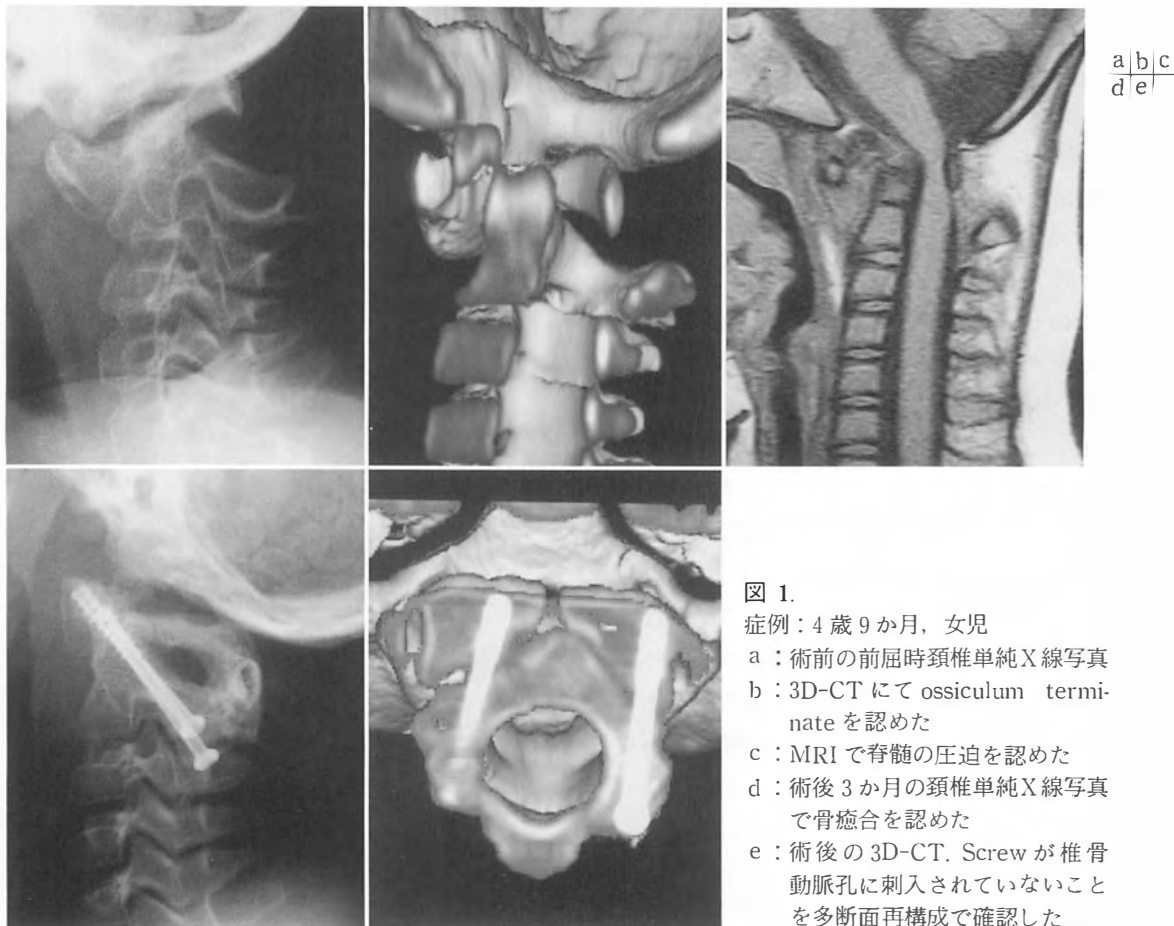 a b c
d e
図 1.
症例：4歳9か月，女児
a：術前の前屈時頚椎単純X線写真
b：3D-CT にて ossiculum termi-
nate を認めた
c：MRI で脊髄の圧迫を認めた
d：術後3か月の頚椎単純X線写真
で骨癒合を認めた
e：術後の3D-CT. Screw が椎骨
動脈孔に刺入されていないこと
を多断面再構成で確認した